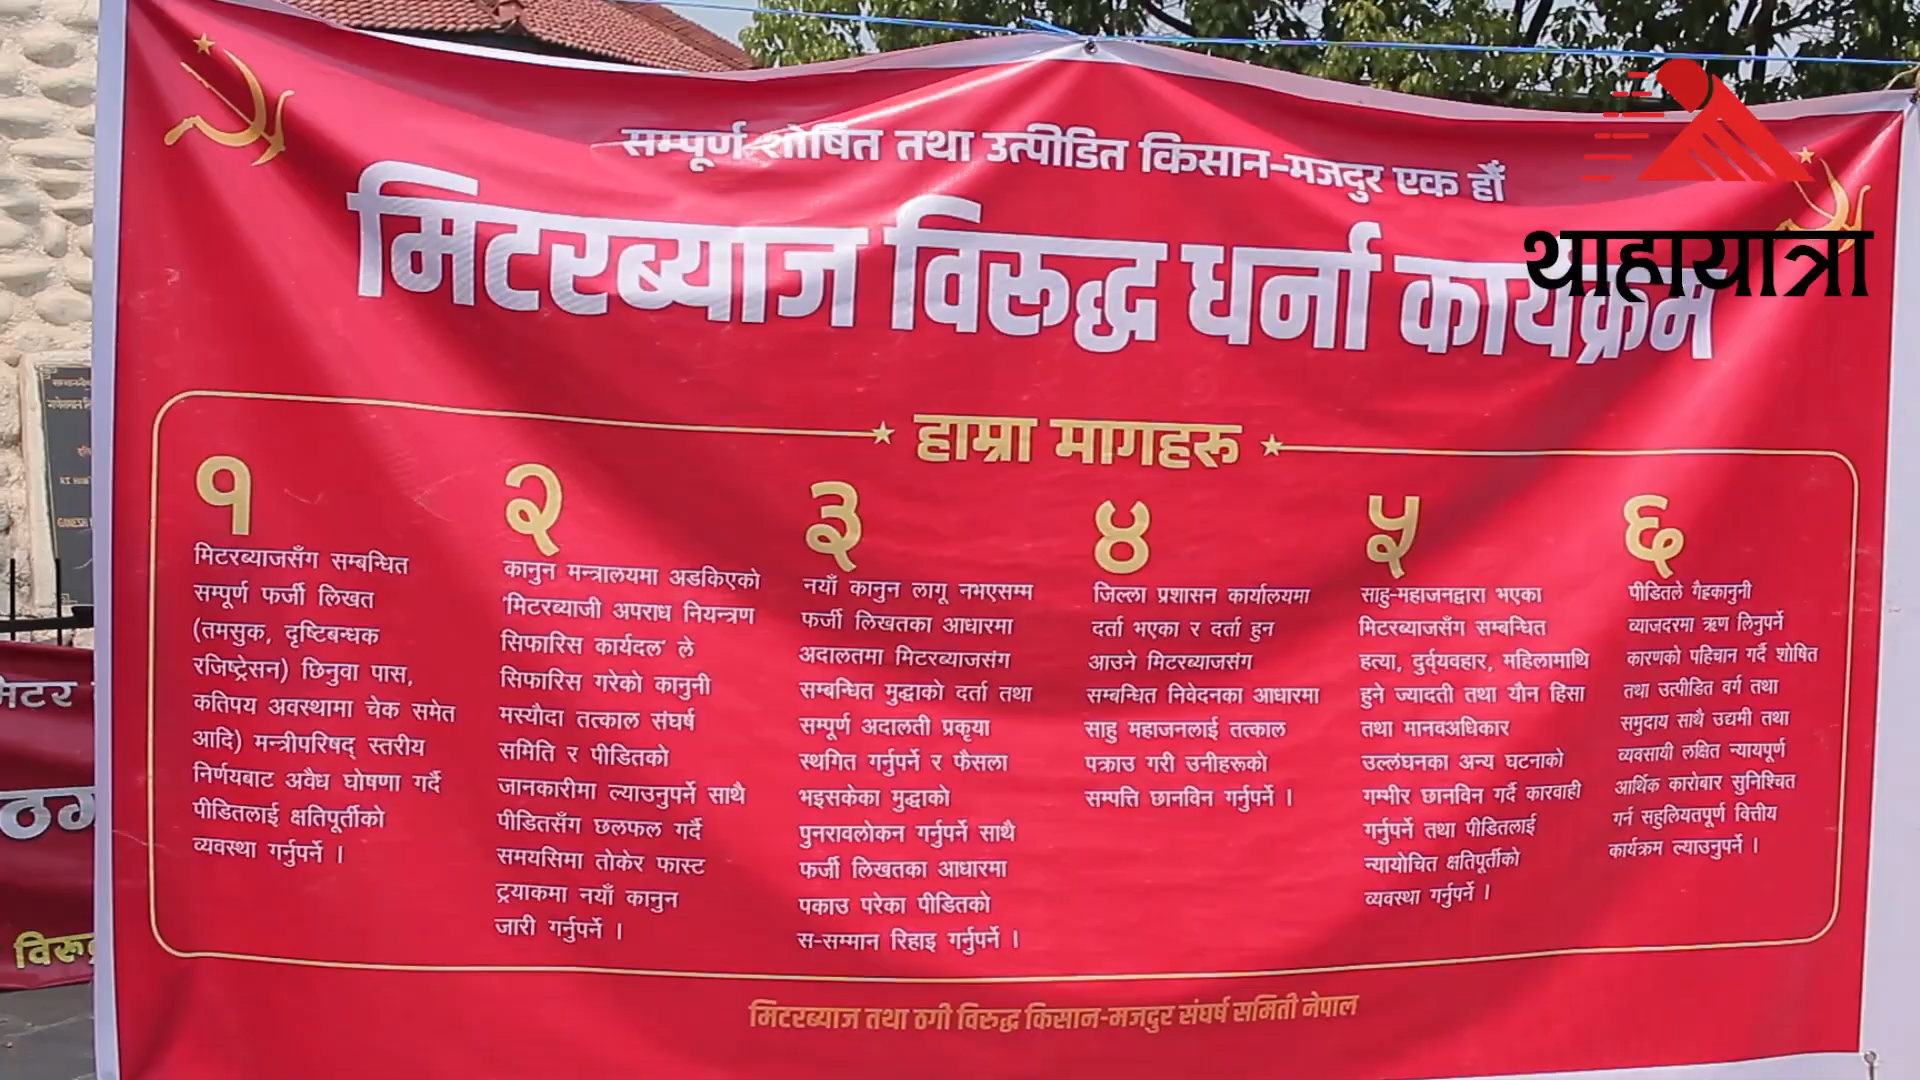 सम्पूर्ण शोषित तथा उत्पीडित किसान-मजदुर एक हौं
मिटरब्याज विरूद्ध धर्ना कार्यक्रम
थाहायात्रा
हाम्रा मागहरू
१
मिटरब्याजसँग सम्बन्धित
सम्पूर्ण फर्जी लिखत
(तमसुक, दृष्टिबन्धक
रजिष्ट्रेसन) छिनुवा पास,
कतिपय अवस्थामा चेक समेत
आदि) मन्त्रीपरिषद् स्तरीय
निर्णयबाट अवैध घोषणा गर्दै
पीडितलाई क्षतिपूर्तीको
व्यवस्था गर्नुपर्ने ।
२
कानुन मन्त्रालयमा अडकिएको
'मिटरब्याजी अपराध नियन्त्रण
सिफारिस कार्यदल' ले
सिफारिस गरेको कानुनी
मस्यौदा तत्काल संघर्ष
समिति र पीडितको
जानकारीमा ल्याउनुपर्ने साथै
पीडितसँग छलफल गर्दै
समयसिमा तोकेर फास्ट
ट्रयाकमा नयाँ कानुन
जारी गर्नुपर्ने ।
३
नयाँ कानुन लागू नभएसम्म
फर्जी लिखतका आधारमा
अदालतमा मिटरब्याजसंग
सम्बन्धित मुद्धाको दर्ता तथा
सम्पूर्ण अदालती प्रकृया
स्थगित गर्नुपर्ने र फैसला
भइसकेका मुद्धाको
पुनरावलोकन गर्नुपर्ने साथै
फर्जी लिखतका आधारमा
पकाउ परेका पीडितको
स-सम्मान रिहाइ गर्नुपर्ने ।
४
जिल्ला प्रशासन कार्यालयमा
दर्ता भएका र दर्ता हुन
आउने मिटरब्याजसंग
सम्बन्धित निवेदनका आधारमा
साहु महाजनलाई तत्काल
पक्राउ गरी उनीहरूको
सम्पत्ति छानविन गर्नुपर्ने ।
५
साहु-महाजनद्वारा भएका
मिटरब्याजसँग सम्बन्धित
हत्या, दुर्व्यवहार, महिलामाथि
हुने ज्यादती तथा यौन हिंसा
तथा मानवअधिकार
उल्लंघनका अन्य घटनाको
गम्भीर छानविन गर्दै कारवाही
गर्नुपर्ने तथा पीडितलाई
न्यायोचित क्षतिपूर्तीको
व्यवस्था गर्नुपर्ने ।
६
पीडितले गैह्रकानुनी
ब्याजदरमा ऋण लिनुपर्ने
कारणको पहिचान गर्दै शोषित
तथा उत्पीडित वर्ग तथा
समुदाय साथै उद्यमी तथा
व्यवसायी लक्षित न्यायपूर्ण
आर्थिक कारोबार सुनिश्चित
गर्न सहुलियतपूर्ण वित्तीय
कार्यक्रम ल्याउनुपर्ने ।
मिटरब्याज तथा ठगी विरुद्ध किसान-मजदुर संघर्ष समिती नेपाल